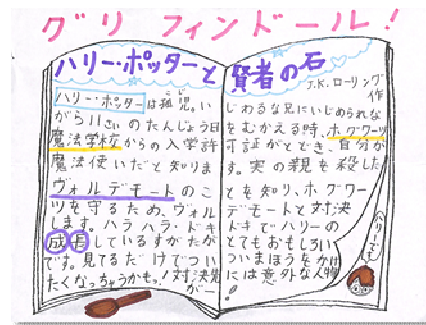 グリフィンドール!
ハリー・ポッターと賢者の石
J.K.ローリング
作
ハリー・ポッターは孤児。いじわるな兄にいじめられな
がら11さいのたんじょう日をむかえる時、ホグワーツ
魔法学校からの入学許可証がとどき、自分が
魔法使いだと知ります。実の親を殺した
ヴォルデモートのことを知り、ホグワー
ツを守るため、ヴォルデモートと対決
します。ハラハラ・ドキドキでハリーの
成長しているすがたがとてもおもしろい
です。見てるだけでついついまほうをかけ
たくなっちゃうかも。!対決には意外な人物
ハリーです